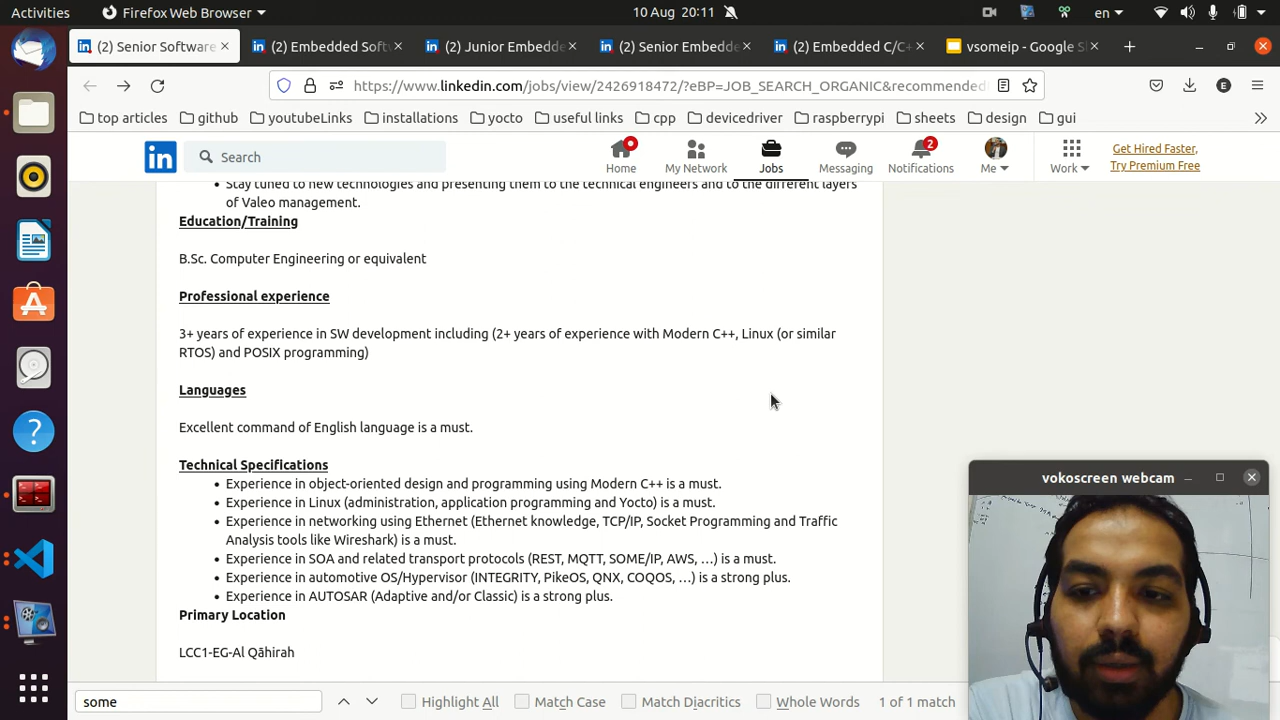 Activities
Firefox Web Browser
10 Aug 20:11
en
(2) Senior Software
(2) Embedded Softw
(2) Junior Embedde
(2) Senior Embedde
(2) Embedded C/C+
vsomeip - Google Sl
https://www.linkedin.com/jobs/view/2426918472/?eBP=JOB_SEARCH_ORGANIC&recommended
E
top articles
github
youtubeLinks
installations
yocto
useful links
cpp
devicedriver
raspberrypi
sheets
design
gui
in
Search
Home
My Network
Jobs
Messaging
2
Notifications
Me
Work
Get Hired Faster,
Try Premium Free
Stay tuned to new technologies and presenting them to the technical engineers and to the different layers
of Valeo management.
Education/Training
B.Sc. Computer Engineering or equivalent
Professional experience
3+ years of experience in SW development including (2+ years of experience with Modern C++, Linux (or similar
RTOS) and POSIX programming)
Languages
Excellent command of English language is a must.
Technical Specifications
Experience in object-oriented design and programming using Modern C++ is a must.
Experience in Linux (administration, application programming and Yocto) is a must.
Experience in networking using Ethernet (Ethernet knowledge, TCP/IP, Socket Programming and Traffic
Analysis tools like Wireshark) is a must.
Experience in SOA and related transport protocols (REST, MQTT, SOME/IP, AWS, …) is a must.
Experience in automotive OS/Hypervisor (INTEGRITY, PikeOS, QNX, COQOS, …) is a strong plus.
Experience in AUTOSAR (Adaptive and/or Classic) is a strong plus.
Primary Location
LCC1-EG-Al Qāhirah
vokoscreen webcam
some
Highlight All
Match Case
Match Diacritics
Whole Words
1 of 1 match